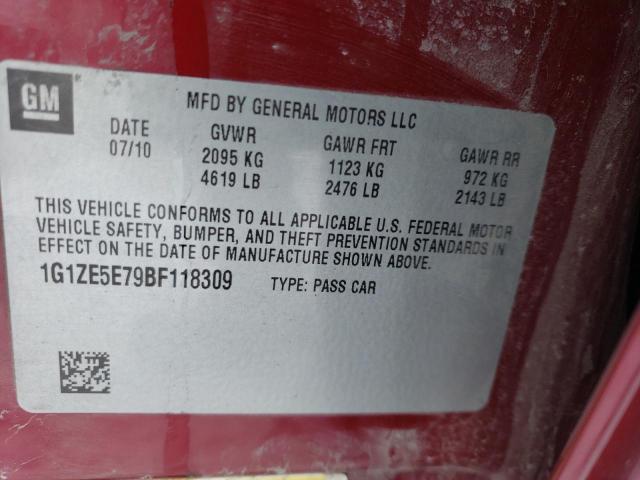 GM
MFD BY GENERAL MOTORS LLC
DATE GVWR GAWR FRT GAWR RR
07/10 2095 KG 1123 KG 972 KG
4619 LB 2476 LB 2143 LB
THIS VEHICLE CONFORMS TO ALL APPLICABLE U.S. FEDERAL MOTOR
VEHICLE SAFETY, BUMPER, AND THEFT PREVENTION STANDARDS IN
EFFECT ON THE DATE OF MANUFACTURE SHOWN ABOVE.
1G1ZE5E79BF118309 TYPE: PASS CAR